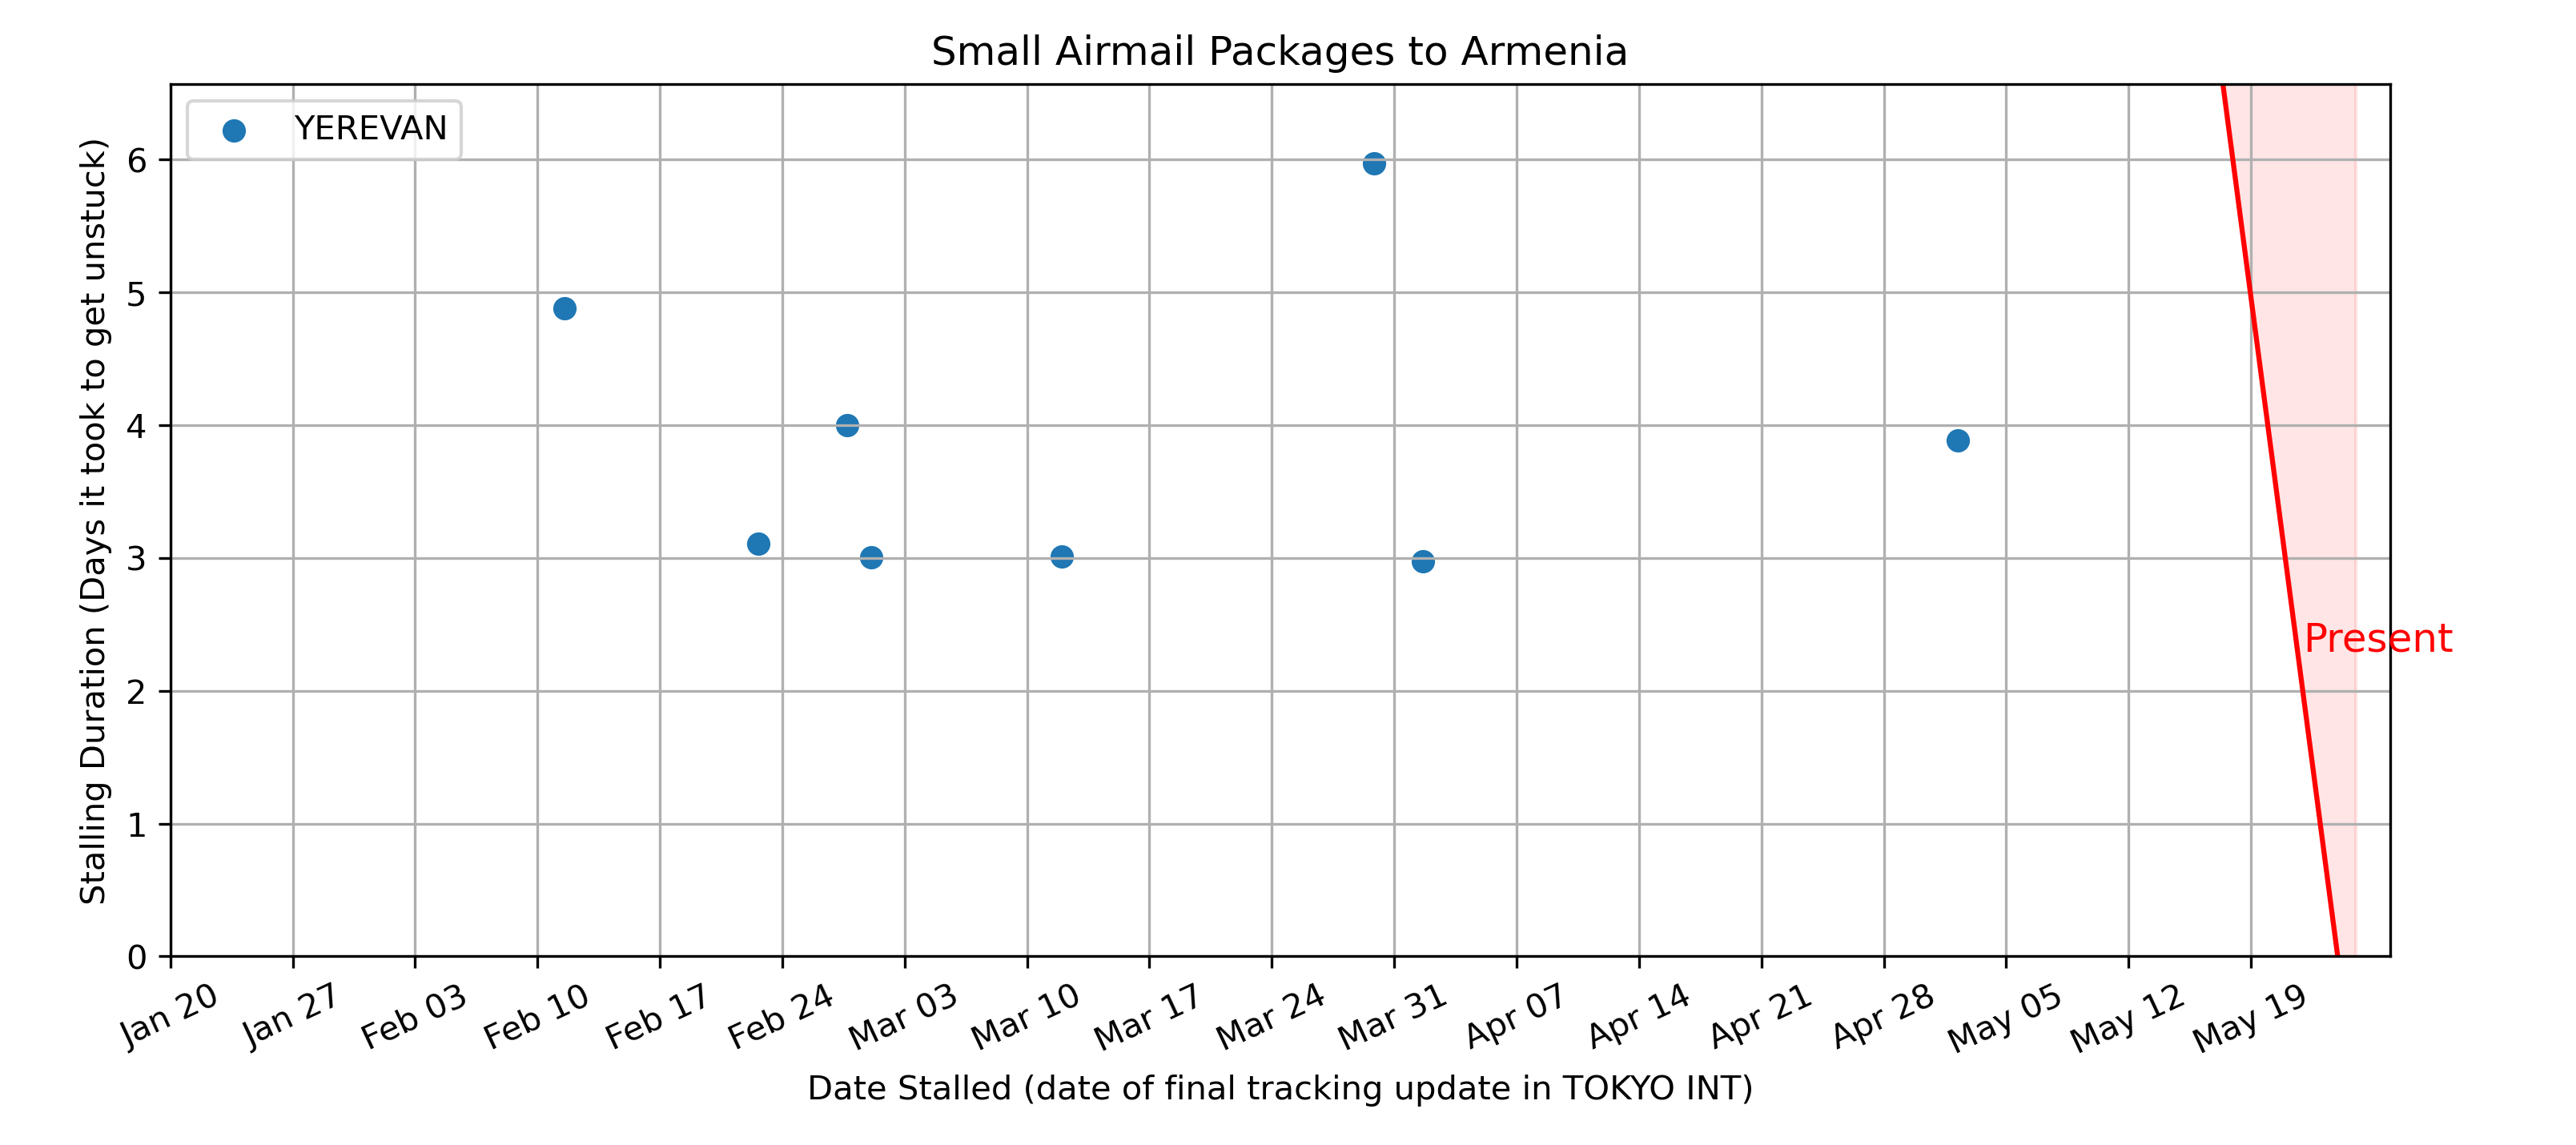 Small Airmail Packages to Armenia
YEREVAN
Stalling Duration (Days it took to get unstuck)
6
5
4
3
2
1
0
Present
Jan 20
Jan 27
Feb 03
Feb 10
Feb 17
Feb 24
Mar 03
Mar 10
Mar 17
Mar 24
Mar 31
Apr 07
Apr 14
Apr 21
Apr 28
May 05
May 12
May 19
Date Stalled (date of final tracking update in TOKYO INT)